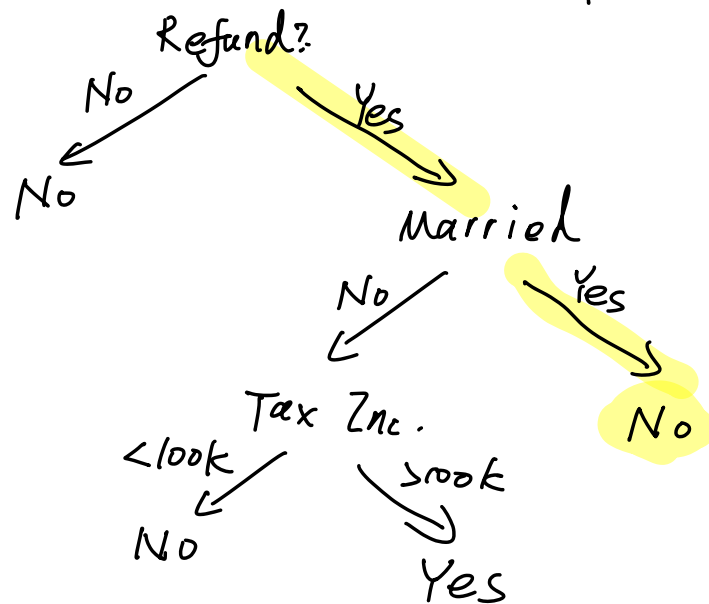 Refund?
No
Yes
No
Married
No
Yes
Tax Inc.
No
<100k
>100k
No
Yes